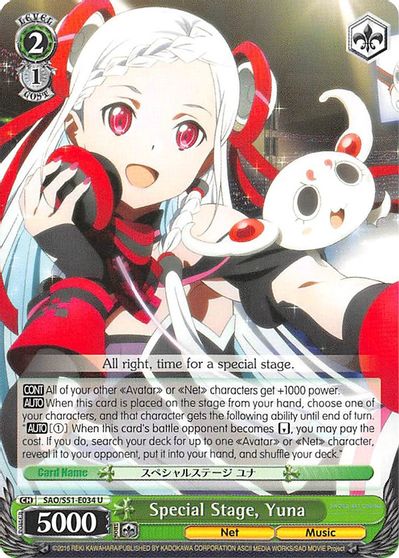 LEVEL
2
1
COST
All right, time for a special stage.
CONT All of your other «Avatar» or «Net» characters get +1000 power.
AUTO When this card is placed on the stage from your hand, choose one
of your characters, and that character gets the following ability until end of turn.
"AUTO [①] When this card's battle opponent becomes [], you may pay the
cost. If you do, search your deck for up to one «Avatar» or «Net» character,
reveal it to your opponent, put it into your hand, and shuffle your deck."
Card Name
スペシャルステージ ユナ
CH SAO/S51-E034 U
5000
Special Stage, Yuna
Net
Music
©2016 REKI KAWAHARA/PUBLISHED BY KADOKAWA CORPORATION ASCII MEDIA WORKS/SAO MOVIE Project